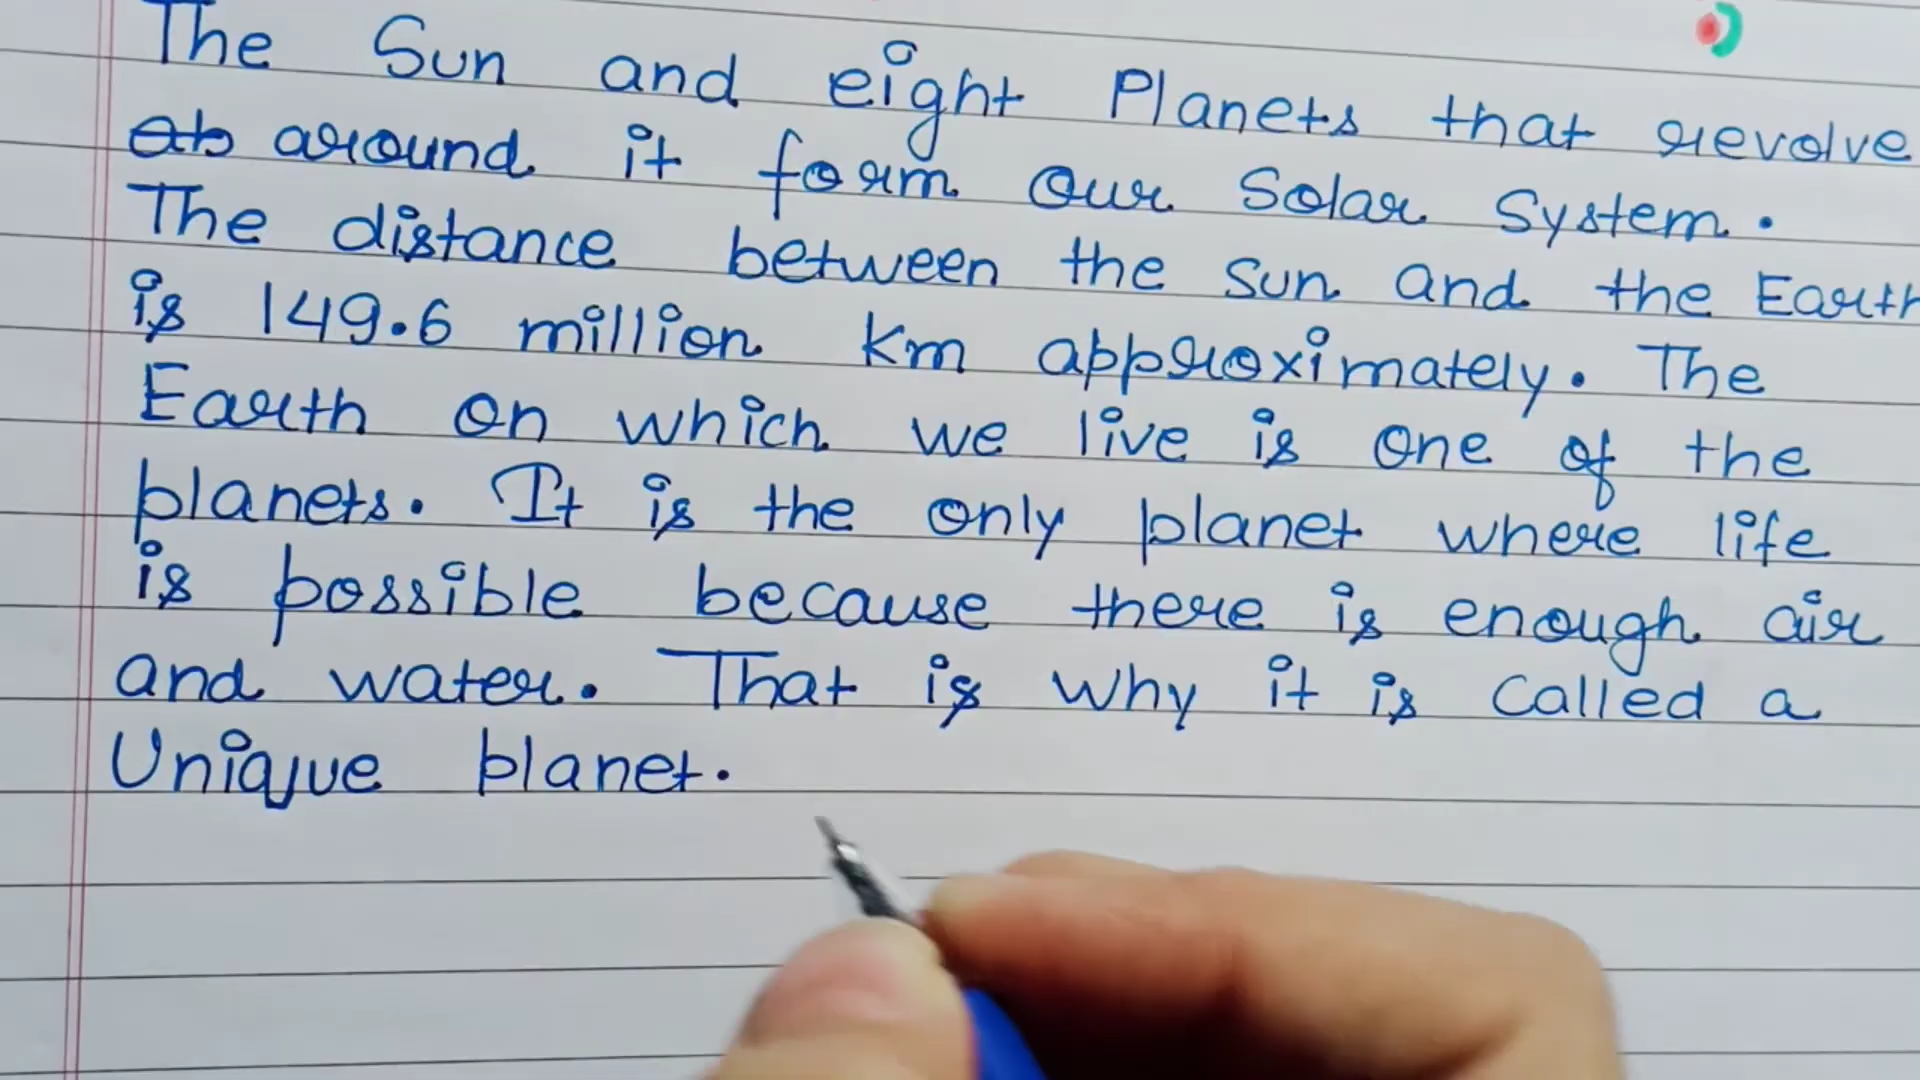 The Sun and eight Planets that revolve
ab around it form Our Solar System.
The distance between the Sun and the Earth
is 149.6 million km approximately. The
Earth on which we live is One of the
planets. It is the only planet where life
is possible because there is enough air
and water. That is why it is Called a
Unique planet.